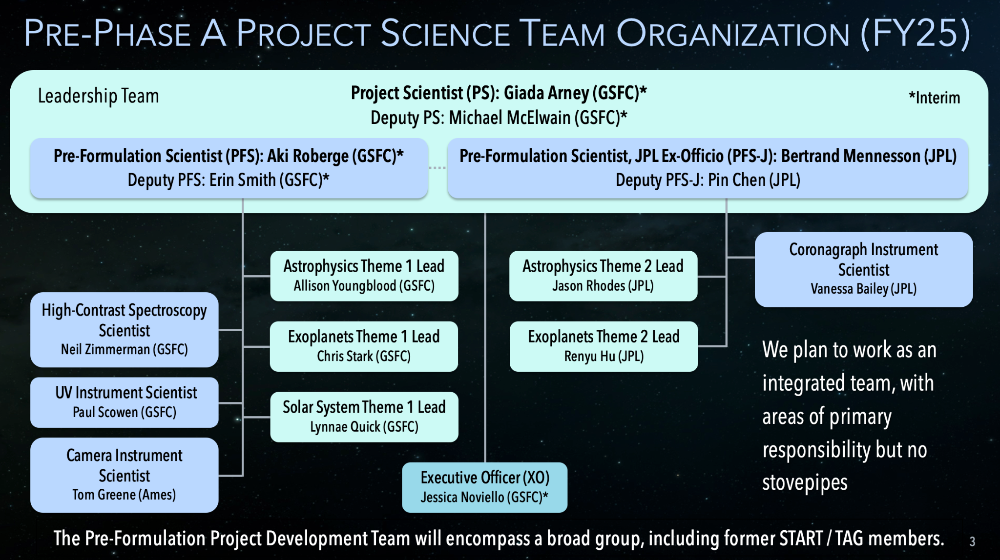 PRE-PHASE A PROJECT SCIENCE TEAM ORGANIZATION (FY25)
Leadership Team
Project Scientist (PS): Giada Arney (GSFC)*
*Interim
Deputy PS: Michael McElwain (GSFC)*
Pre-Formulation Scientist (PFS): Aki Roberge (GSFC)*
Deputy PFS: Erin Smith (GSFC)*
Pre-Formulation Scientist, JPL Ex-Officio (PFS-J): Bertrand Mennesson (JPL)
Deputy PFS-J: Pin Chen (JPL)
High-Contrast Spectroscopy
Scientist
Neil Zimmerman (GSFC)
UV Instrument Scientist
Paul Scowen (GSFC)
Camera Instrument
Scientist
Tom Greene (Ames)
Astrophysics Theme 1 Lead
Allison Youngblood (GSFC)
Exoplanets Theme 1 Lead
Chris Stark (GSFC)
Solar System Theme 1 Lead
Lynnae Quick (GSFC)
Executive Officer (XO)
Jessica Noviello (GSFC)*
Astrophysics Theme 2 Lead
Jason Rhodes (JPL)
Exoplanets Theme 2 Lead
Renyu Hu (JPL)
Coronagraph Instrument
Scientist
Vanessa Bailey (JPL)
We plan to work as an
integrated team, with
areas of primary
responsibility but no
stovepipes
The Pre-Formulation Project Development Team will encompass a broad group, including former START / TAG members.
3